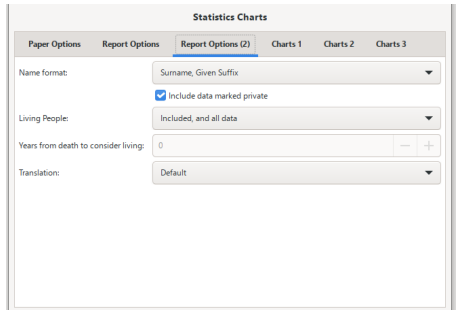 Statistics Charts
Paper Options Report Options Report Options (2) Charts 1 Charts 2 Charts 3
Name format: Surname, Given Suffix
Include data marked private
Living People: Included, and all data
Years from death to consider living: 0
Translation: Default